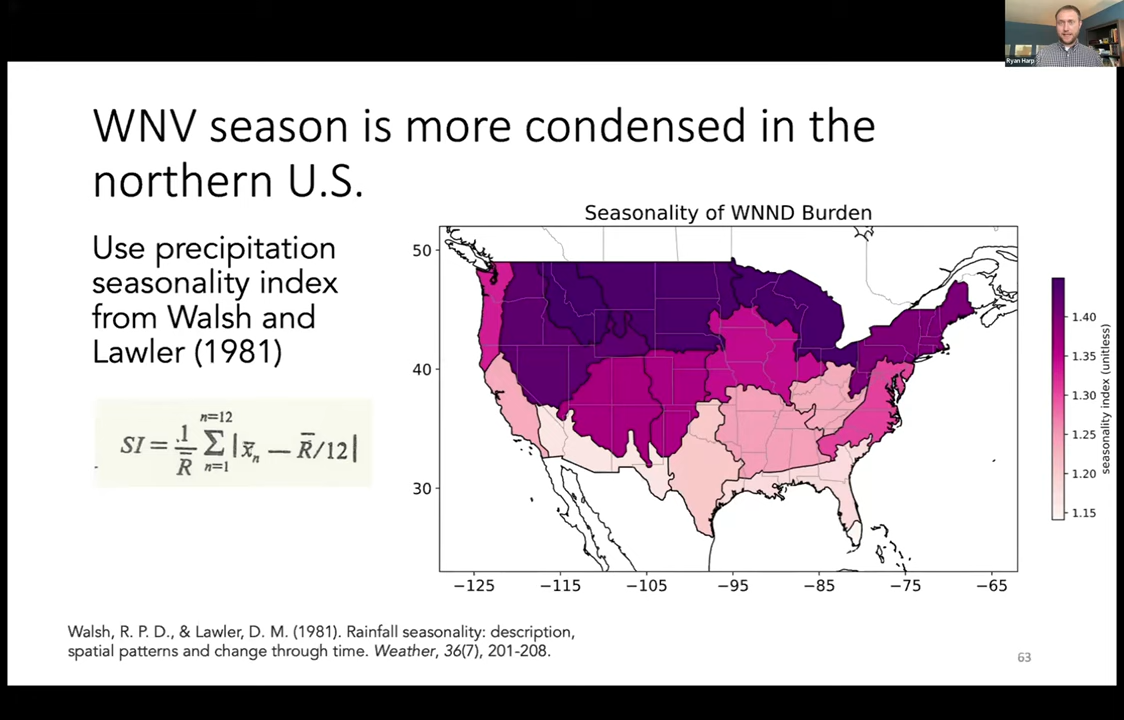 Ryan Harp
WNV season is more condensed in the
northern U.S.
Use precipitation
seasonality index
from Walsh and
Lawler (1981)
SI = 1/R̅ ∑ n=1 n=12 |x̅n − R̅/12|
Seasonality of WNND Burden
50
40
30
−125 −115 −105 −95 −85 −75 −65
1.40
1.35
1.30
1.25
1.20
1.15
seasonality index (unitless)
Walsh, R. P. D., & Lawler, D. M. (1981). Rainfall seasonality: description,
spatial patterns and change through time. Weather, 36(7), 201-208.
63